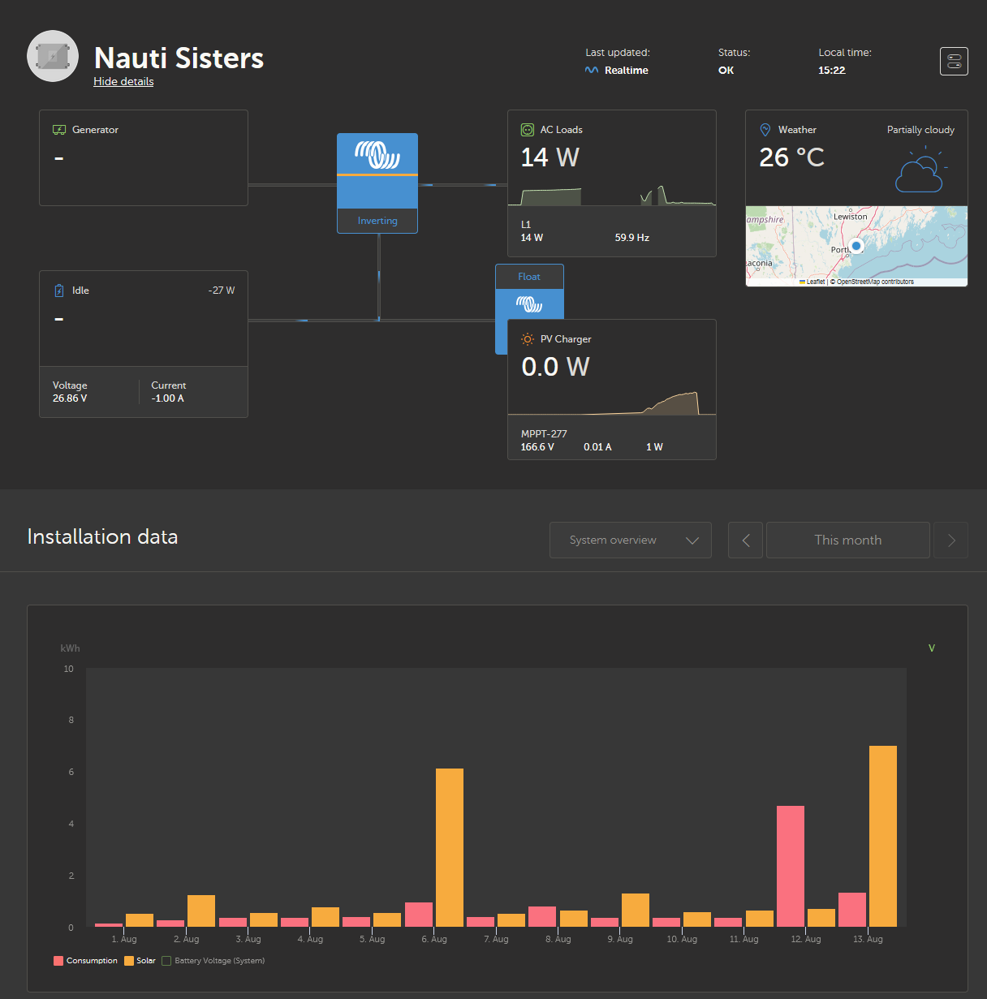 Nauti Sisters
Hide details
Last updated:
Realtime
Status:
OK
Local time:
15:22
Generator
-
Inverting
AC Loads
14 W
L1
14 W 59.9 Hz
Weather
Partially cloudy
26 °C
ampshire
Lewiston
aconia
Leaflet | © OpenStreetMap contributors
Idle
-27 W
-
Voltage
26.86 V
Current
-1.00 A
Float
PV Charger
0.0 W
MPPT-277
166.6 V 0.01 A 1 W
Installation data
System overview
This month
kWh
V
10
8
6
4
2
0
1. Aug 2. Aug 3. Aug 4. Aug 5. Aug 6. Aug 7. Aug 8. Aug 9. Aug 10. Aug 11. Aug 12. Aug 13. Aug
Consumption Solar Battery Voltage (System)